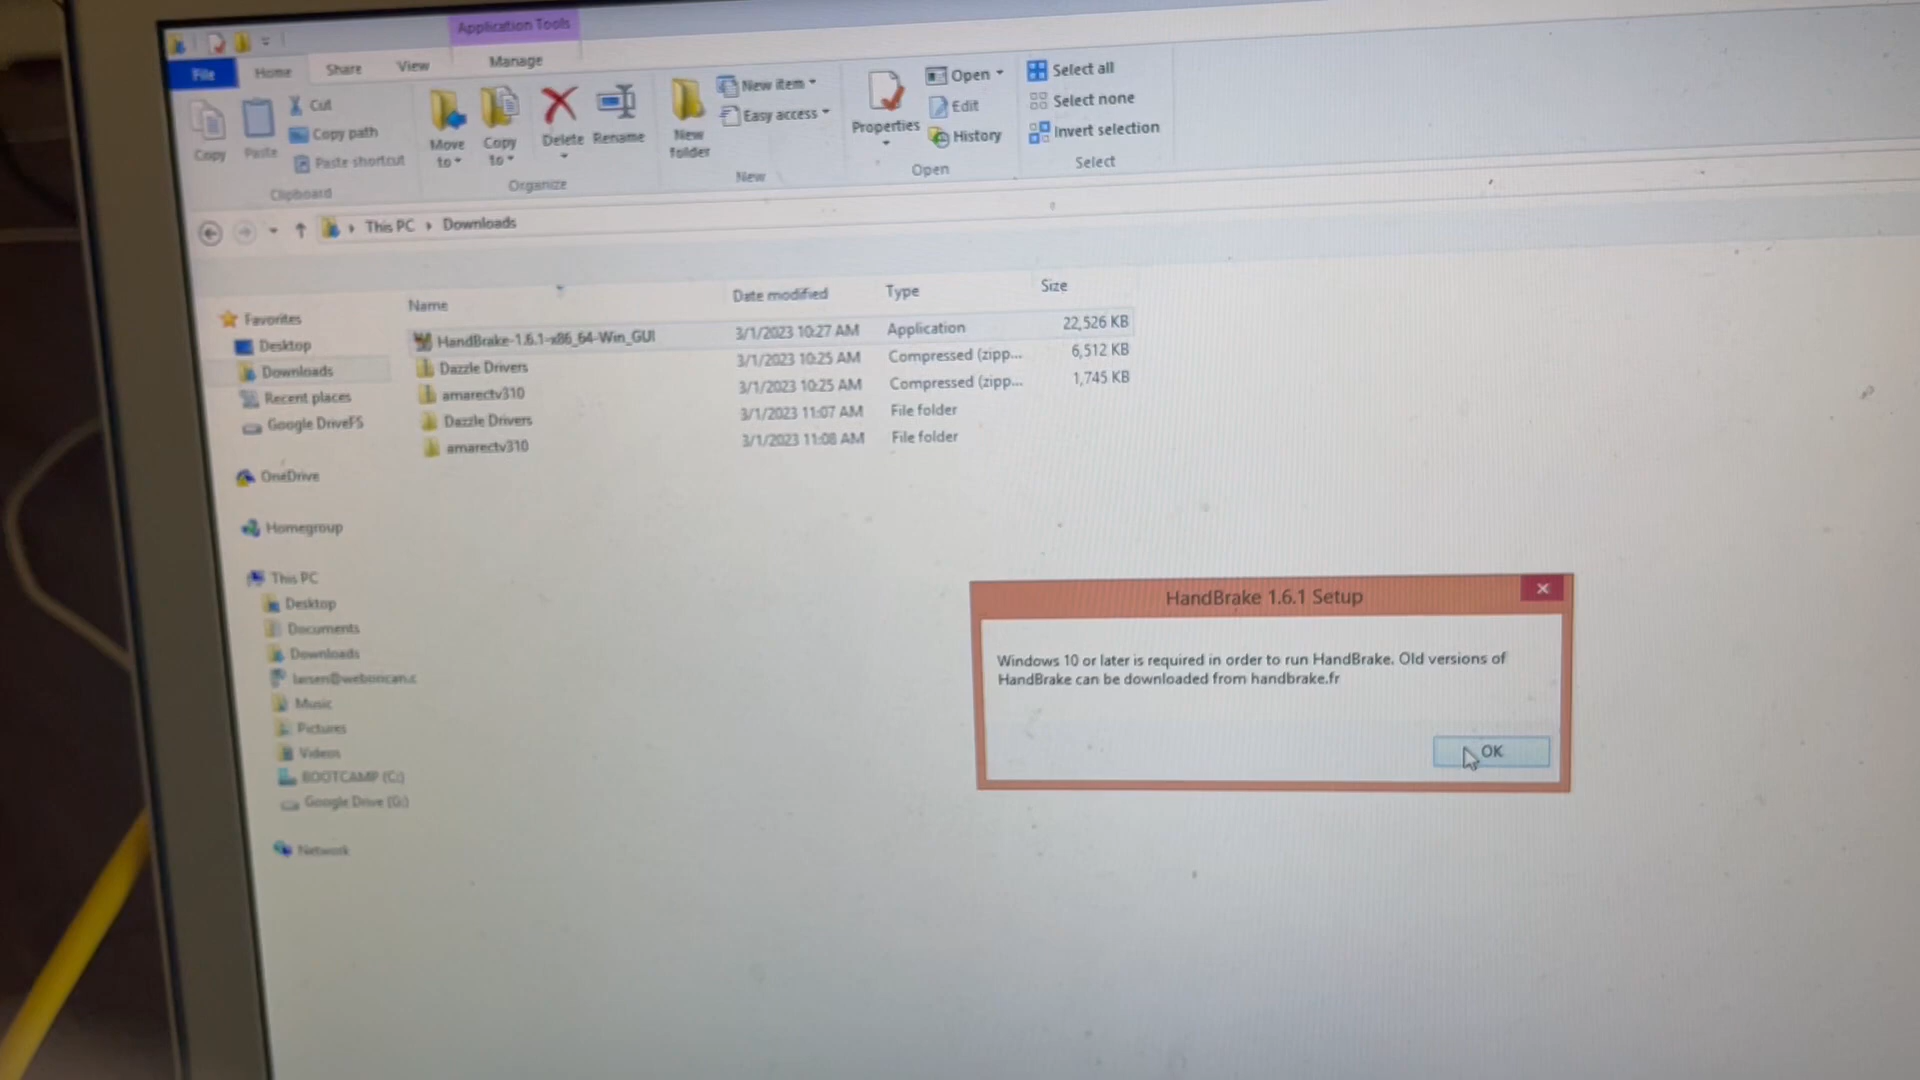 Application Tools
File
Home
Share
View
Manage
Copy
Paste
Cut
Copy path
Paste shortcut
Clipboard
Move to
Copy to
Delete
Rename
Organize
New folder
New item
Easy access
New
Properties
Open
Edit
History
Open
Select all
Select none
Invert selection
Select
This PC
Downloads
Name
Date modified
Type
Size
HandBrake-1.6.1-x86_64-Win_GUI 3/1/2023 10:27 AM Application 22,526 KB
Dazzle Drivers 3/1/2023 10:25 AM Compressed (zipp... 6,512 KB
amarectv310 3/1/2023 10:25 AM Compressed (zipp... 1,745 KB
Dazzle Drivers 3/1/2023 11:07 AM File folder
amarectv310 3/1/2023 11:08 AM File folder
Favorites
Desktop
Downloads
Recent places
Google DriveFS
OneDrive
Homegroup
This PC
Desktop
Documents
Downloads
Music
Pictures
Videos
BOOTCAMP (C:)
Google Drive (G:)
Network
HandBrake 1.6.1 Setup
Windows 10 or later is required in order to run HandBrake. Old versions of
HandBrake can be downloaded from handbrake.fr
OK